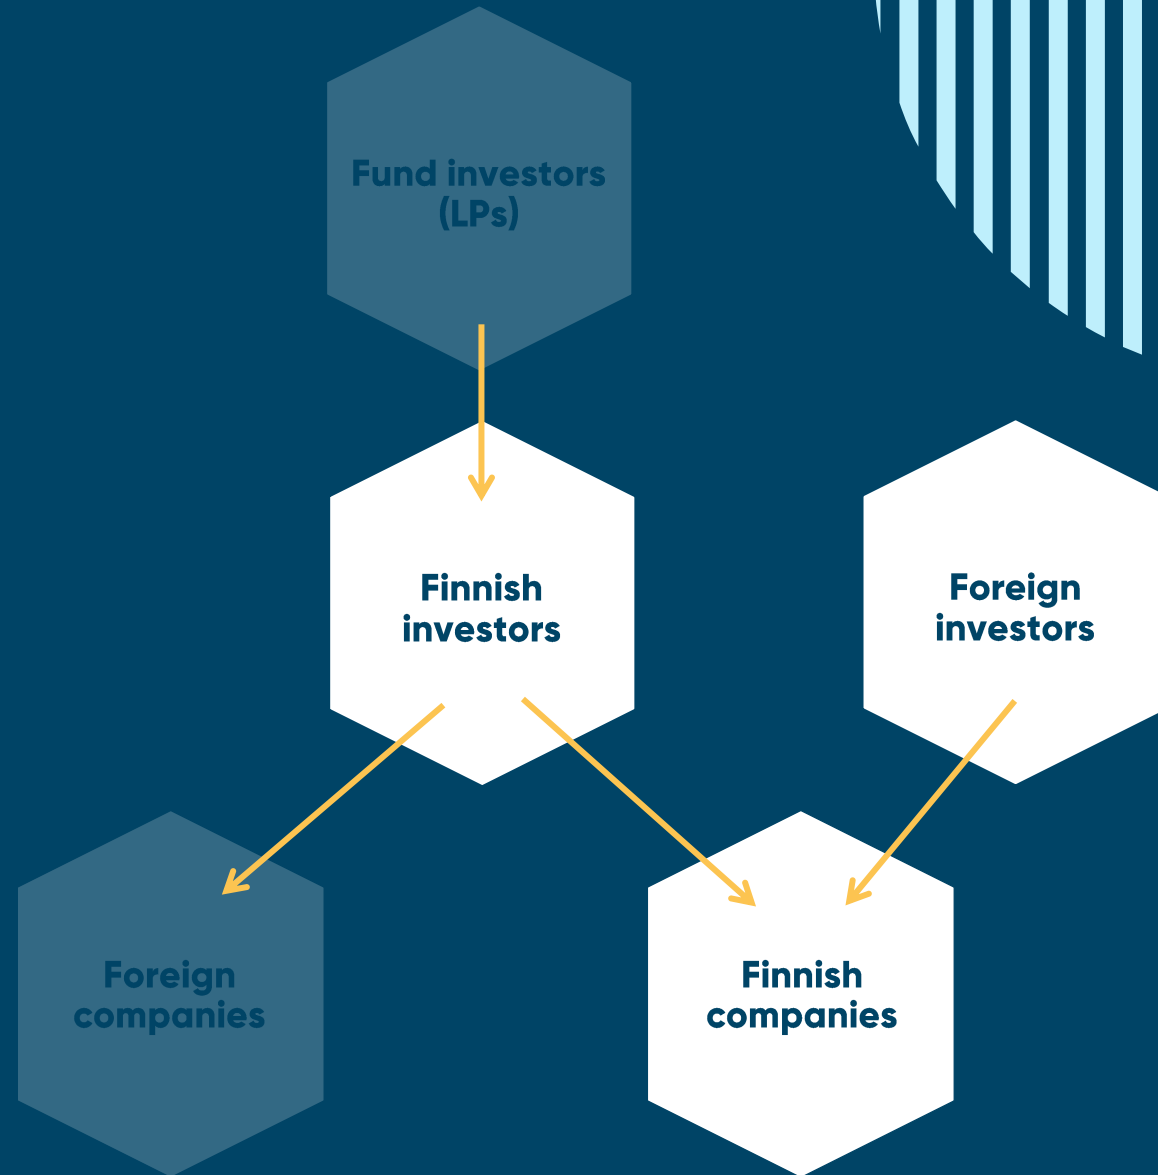 Fund investors
(LPs)
Finnish
investors
Foreign
investors
Foreign
companies
Finnish
companies